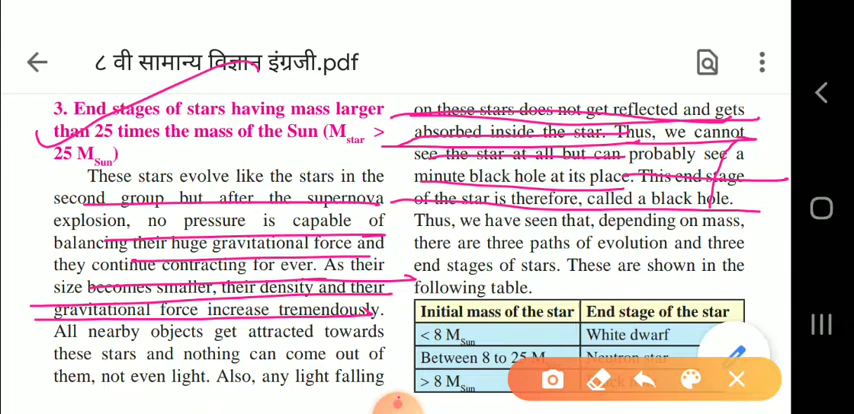 ८ वी सामान्य विज्ञान इंग्रजी.pdf
3. End stages of stars having mass larger
than 25 times the mass of the Sun (Mstar >
25 MSun)
These stars evolve like the stars in the
second group but after the supernova
explosion, no pressure is capable of
balancing their huge gravitational force and
they continue contracting for ever. As their
size becomes smaller, their density and their
gravitational force increase tremendously.
All nearby objects get attracted towards
these stars and nothing can come out of
them, not even light. Also, any light falling
on these stars does not get reflected and gets
absorbed inside the star. Thus, we cannot
see the star at all but can probably see a
minute black hole at its place. This end stage
of the star is therefore, called a black hole.
Thus, we have seen that, depending on mass,
there are three paths of evolution and three
end stages of stars. These are shown in the
following table.
Initial mass of the star End stage of the star
< 8 MSun White dwarf
Between 8 to 25 M Neutron star
> 8 MSun